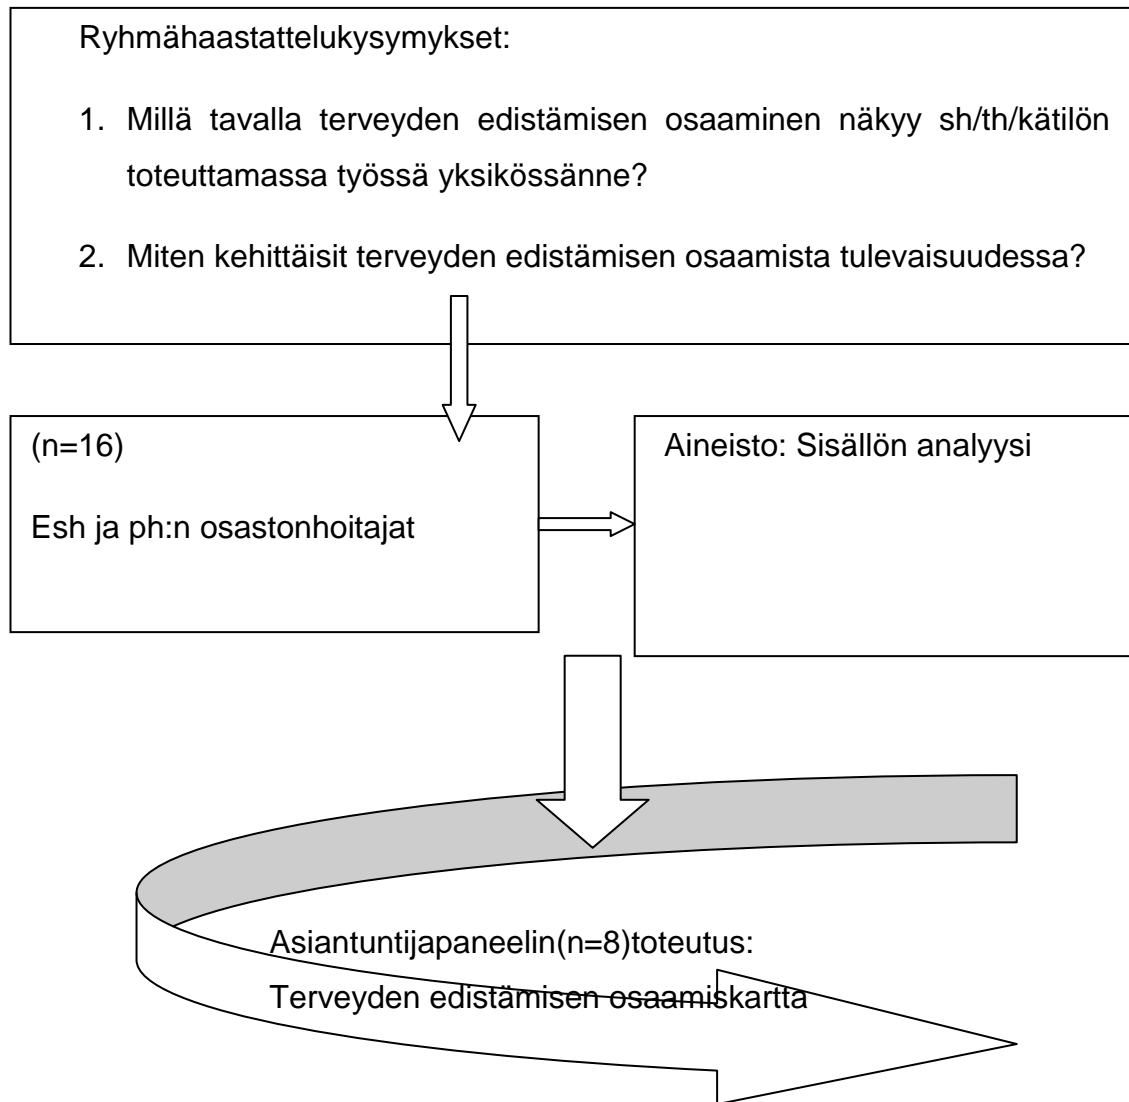 Ryhmähaastattelukysymykset:
1. Millä tavalla terveyden edistämisen osaaminen näkyy sh/th/kätilön
toteuttamassa työssä yksikössänne?
2. Miten kehittäisit terveyden edistämisen osaamista tulevaisuudessa?
(n=16)
Esh ja ph:n osastonhoitajat
Aineisto: Sisällön analyysi
Asiantuntijapaneelin(n=8)toteutus:
Terveyden edistämisen osaamiskartta